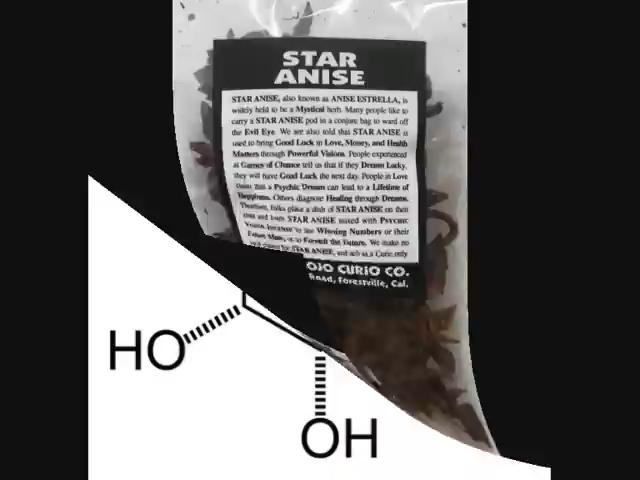 STAR
ANISE
STAR ANISE, also known as ANISE ESTRELLA, is
widely held to be a Mystical herb. Many people like to
carry a STAR ANISE pod in a conjure bag to ward off
the Evil Eye. We are also told that STAR ANISE is
used to bring Good Luck in Love, Money, and Health
Matters through Powerful Visions. People experienced
at Games of Chance tell us that if they Dream Lucky,
they will have Good Luck the next day. People in Love
claim that a Psychic Dream can lead to a Lifetime of
Happiness. Others diagnose Healing through Dreams.
Therefore, folks place a dish of STAR ANISE on their
and burn STAR ANISE mixed with Psychic
Vision Incense to see Winning Numbers or their
Future Mate, or to Foretell the Future. We make no
for STAR ANISE, and sell as a Curio only
OJO CURIO CO.
Road, Forestville, Cal.
HO
OH